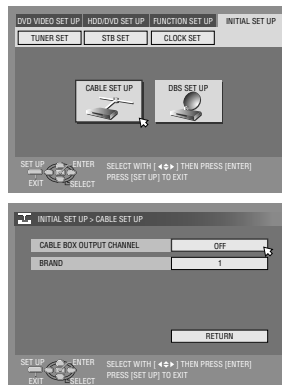 DVD VIDEO SET UP HDD/DVD SET UP FUNCTION SET UP INITIAL SET UP
TUNER SET STB SET CLOCK SET
CABLE SET UP DBS SET UP
SET UP ENTER
EXIT SELECT
SELECT WITH [ ] THEN PRESS [ENTER]
PRESS [SET UP] TO EXIT
INITIAL SET UP > CABLE SET UP
CABLE BOX OUTPUT CHANNEL OFF
BRAND 1
RETURN
SET UP ENTER
EXIT SELECT
SELECT WITH [ ] THEN PRESS [ENTER]
PRESS [SET UP] TO EXIT